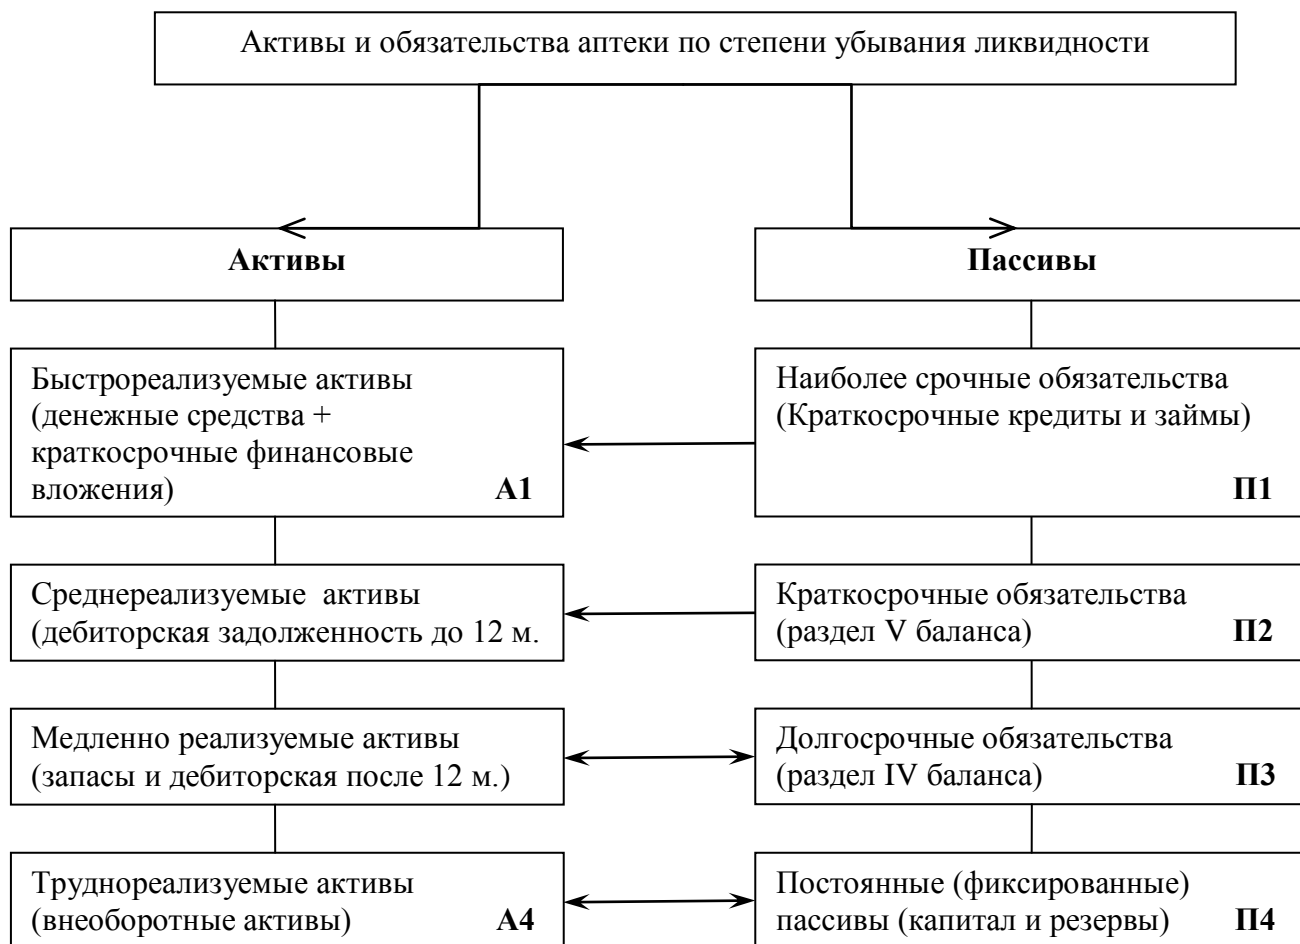 Активы и обязательства аптеки по степени убывания ликвидности
Активы
Пассивы
Быстрореализуемые активы
(денежные средства +
краткосрочные финансовые
вложения) А1
Наиболее срочные обязательства
(Краткосрочные кредиты и займы)
П1
Среднереализуемые активы
(дебиторская задолженность до 12 м.
Краткосрочные обязательства
(раздел V баланса) П2
Медленно реализуемые активы
(запасы и дебиторская после 12 м.)
Долгосрочные обязательства
(раздел IV баланса) П3
Труднореализуемые активы
(внеоборотные активы) А4
Постоянные (фиксированные)
пассивы (капитал и резервы) П4